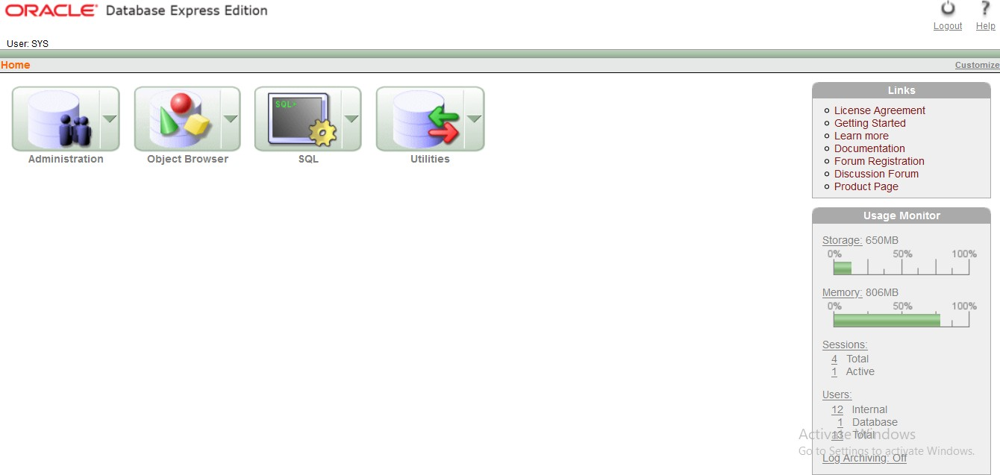 ORACLE® Database Express Edition
Logout Help
User: SYS
Home
Customize
SQL>
Administration
Object Browser
SQL
Utilities
Links
License Agreement
Getting Started
Learn more
Documentation
Forum Registration
Discussion Forum
Product Page
Usage Monitor
Storage: 650MB
0% 50% 100%
Memory: 806MB
0% 50% 100%
Sessions:
4 Total
1 Active
Users:
12 Internal
1 Database
13 Total
Activate Windows
Go to Settings to activate Windows.
Log Archiving: Off